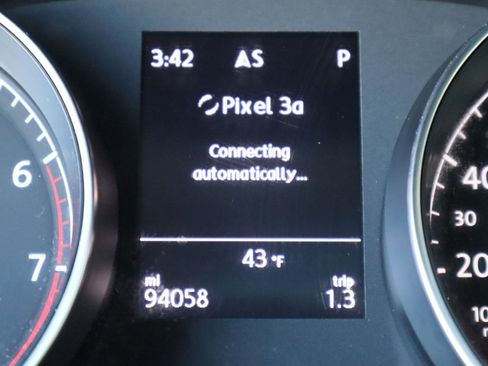 3:42 AS P
Pixel 3a
Connecting
automatically...
43 °F
mi trip
94058 1.3
6
7
40
30
20
10